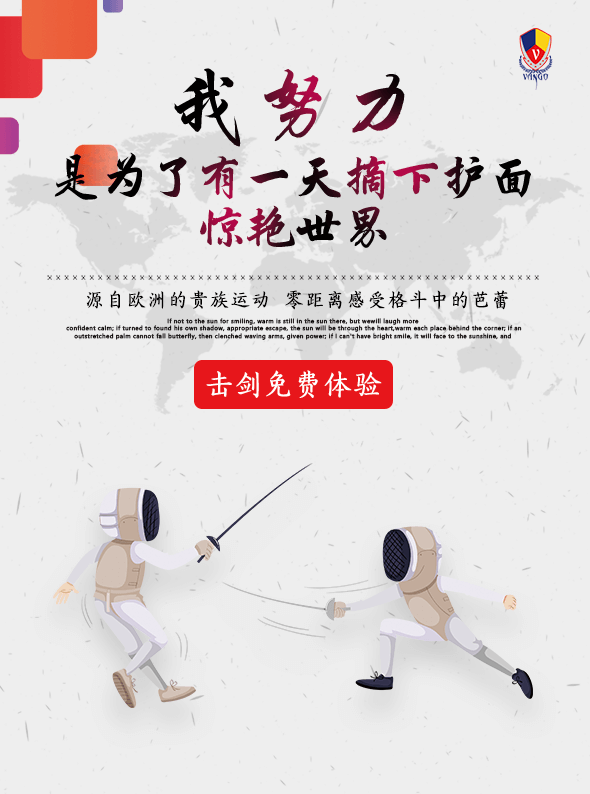 VANGO
我努力
是为了有一天摘下护面
惊艳世界
源自欧洲的贵族运动 零距离感受格斗中的芭蕾
If not to the sun for smiling, warm is still in the sun there, but wewill laugh more
confident calm; if turned to found his own shadow, appropriate escape, the sun will be through the heart,warm each place behind the corner; if an
outstretched palm cannot fall butterfly, then clenched waving arms, given power; if I can't have bright smile, it will face to the sunshine, and
击剑免费体验